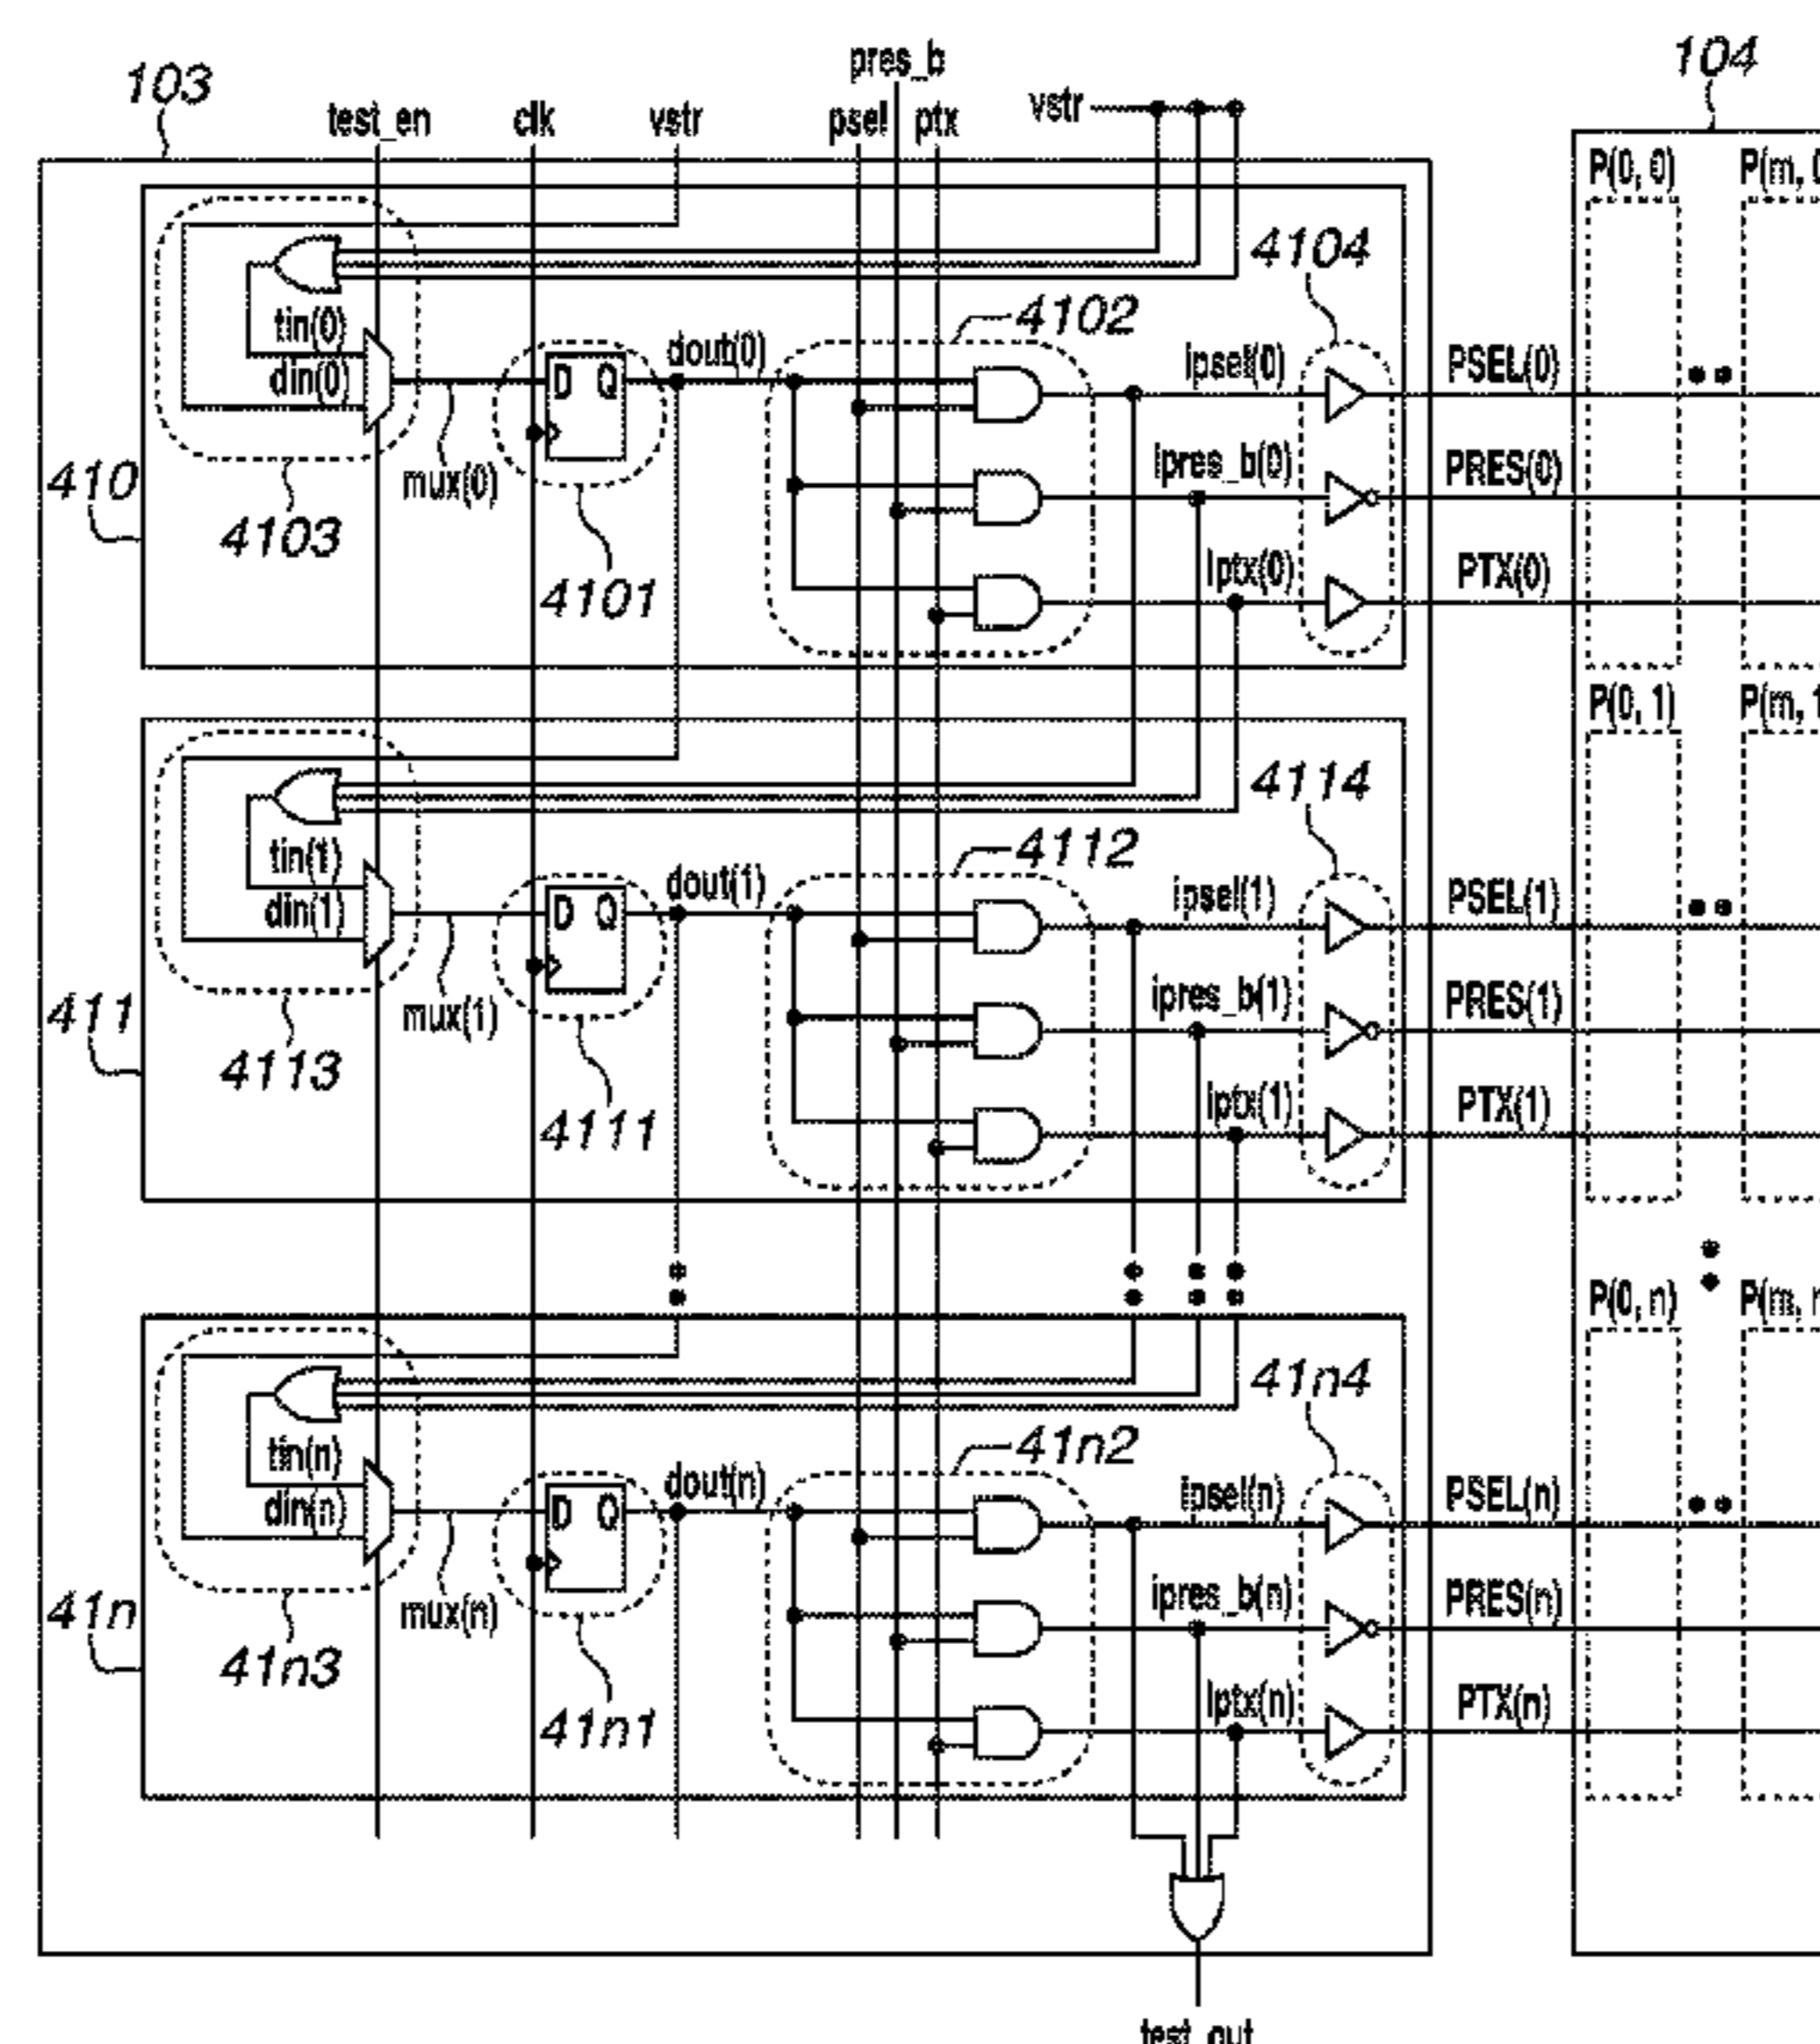 103
104
pres_b
test_en
clk
vstr
psel
ptx
vstr
P(0, 0)
P(m, 0
4104
tin(0)
4102
dout(0)
ipsel(0)
PSEL(0)
din(0)
D Q
mux(0)
ipres_b(0)
PRES(0)
410
4103
4101
iptx(0)
PTX(0)
P(0, 1)
P(m, 1
4114
tin(1)
4112
dout(1)
ipsel(1)
PSEL(1)
din(1)
D Q
mux(1)
ipres_b(1)
PRES(1)
411
4113
4111
iptx(1)
PTX(1)
P(0, n)
P(m, n
41n4
tin(n)
41n2
dout(n)
ipsel(n)
PSEL(n)
din(n)
D Q
mux(n)
ipres_b(n)
PRES(n)
41n
41n3
41n1
iptx(n)
PTX(n)
test_out